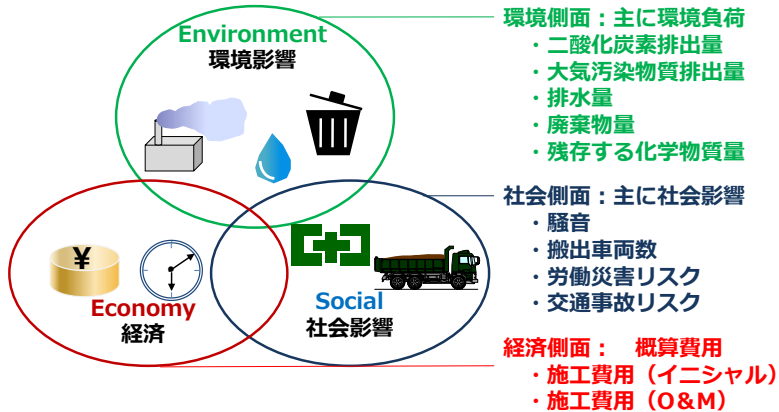 Environment
環境影響
¥
Economy
経済
Social
社会影響
環境側面：主に環境負荷
・二酸化炭素排出量
・大気汚染物質排出量
・排水量
・廃棄物量
・残存する化学物質量
社会側面：主に社会影響
・騒音
・搬出車両数
・労働災害リスク
・交通事故リスク
経済側面：　概算費用
・施工費用（イニシャル）
・施工費用（O&M）